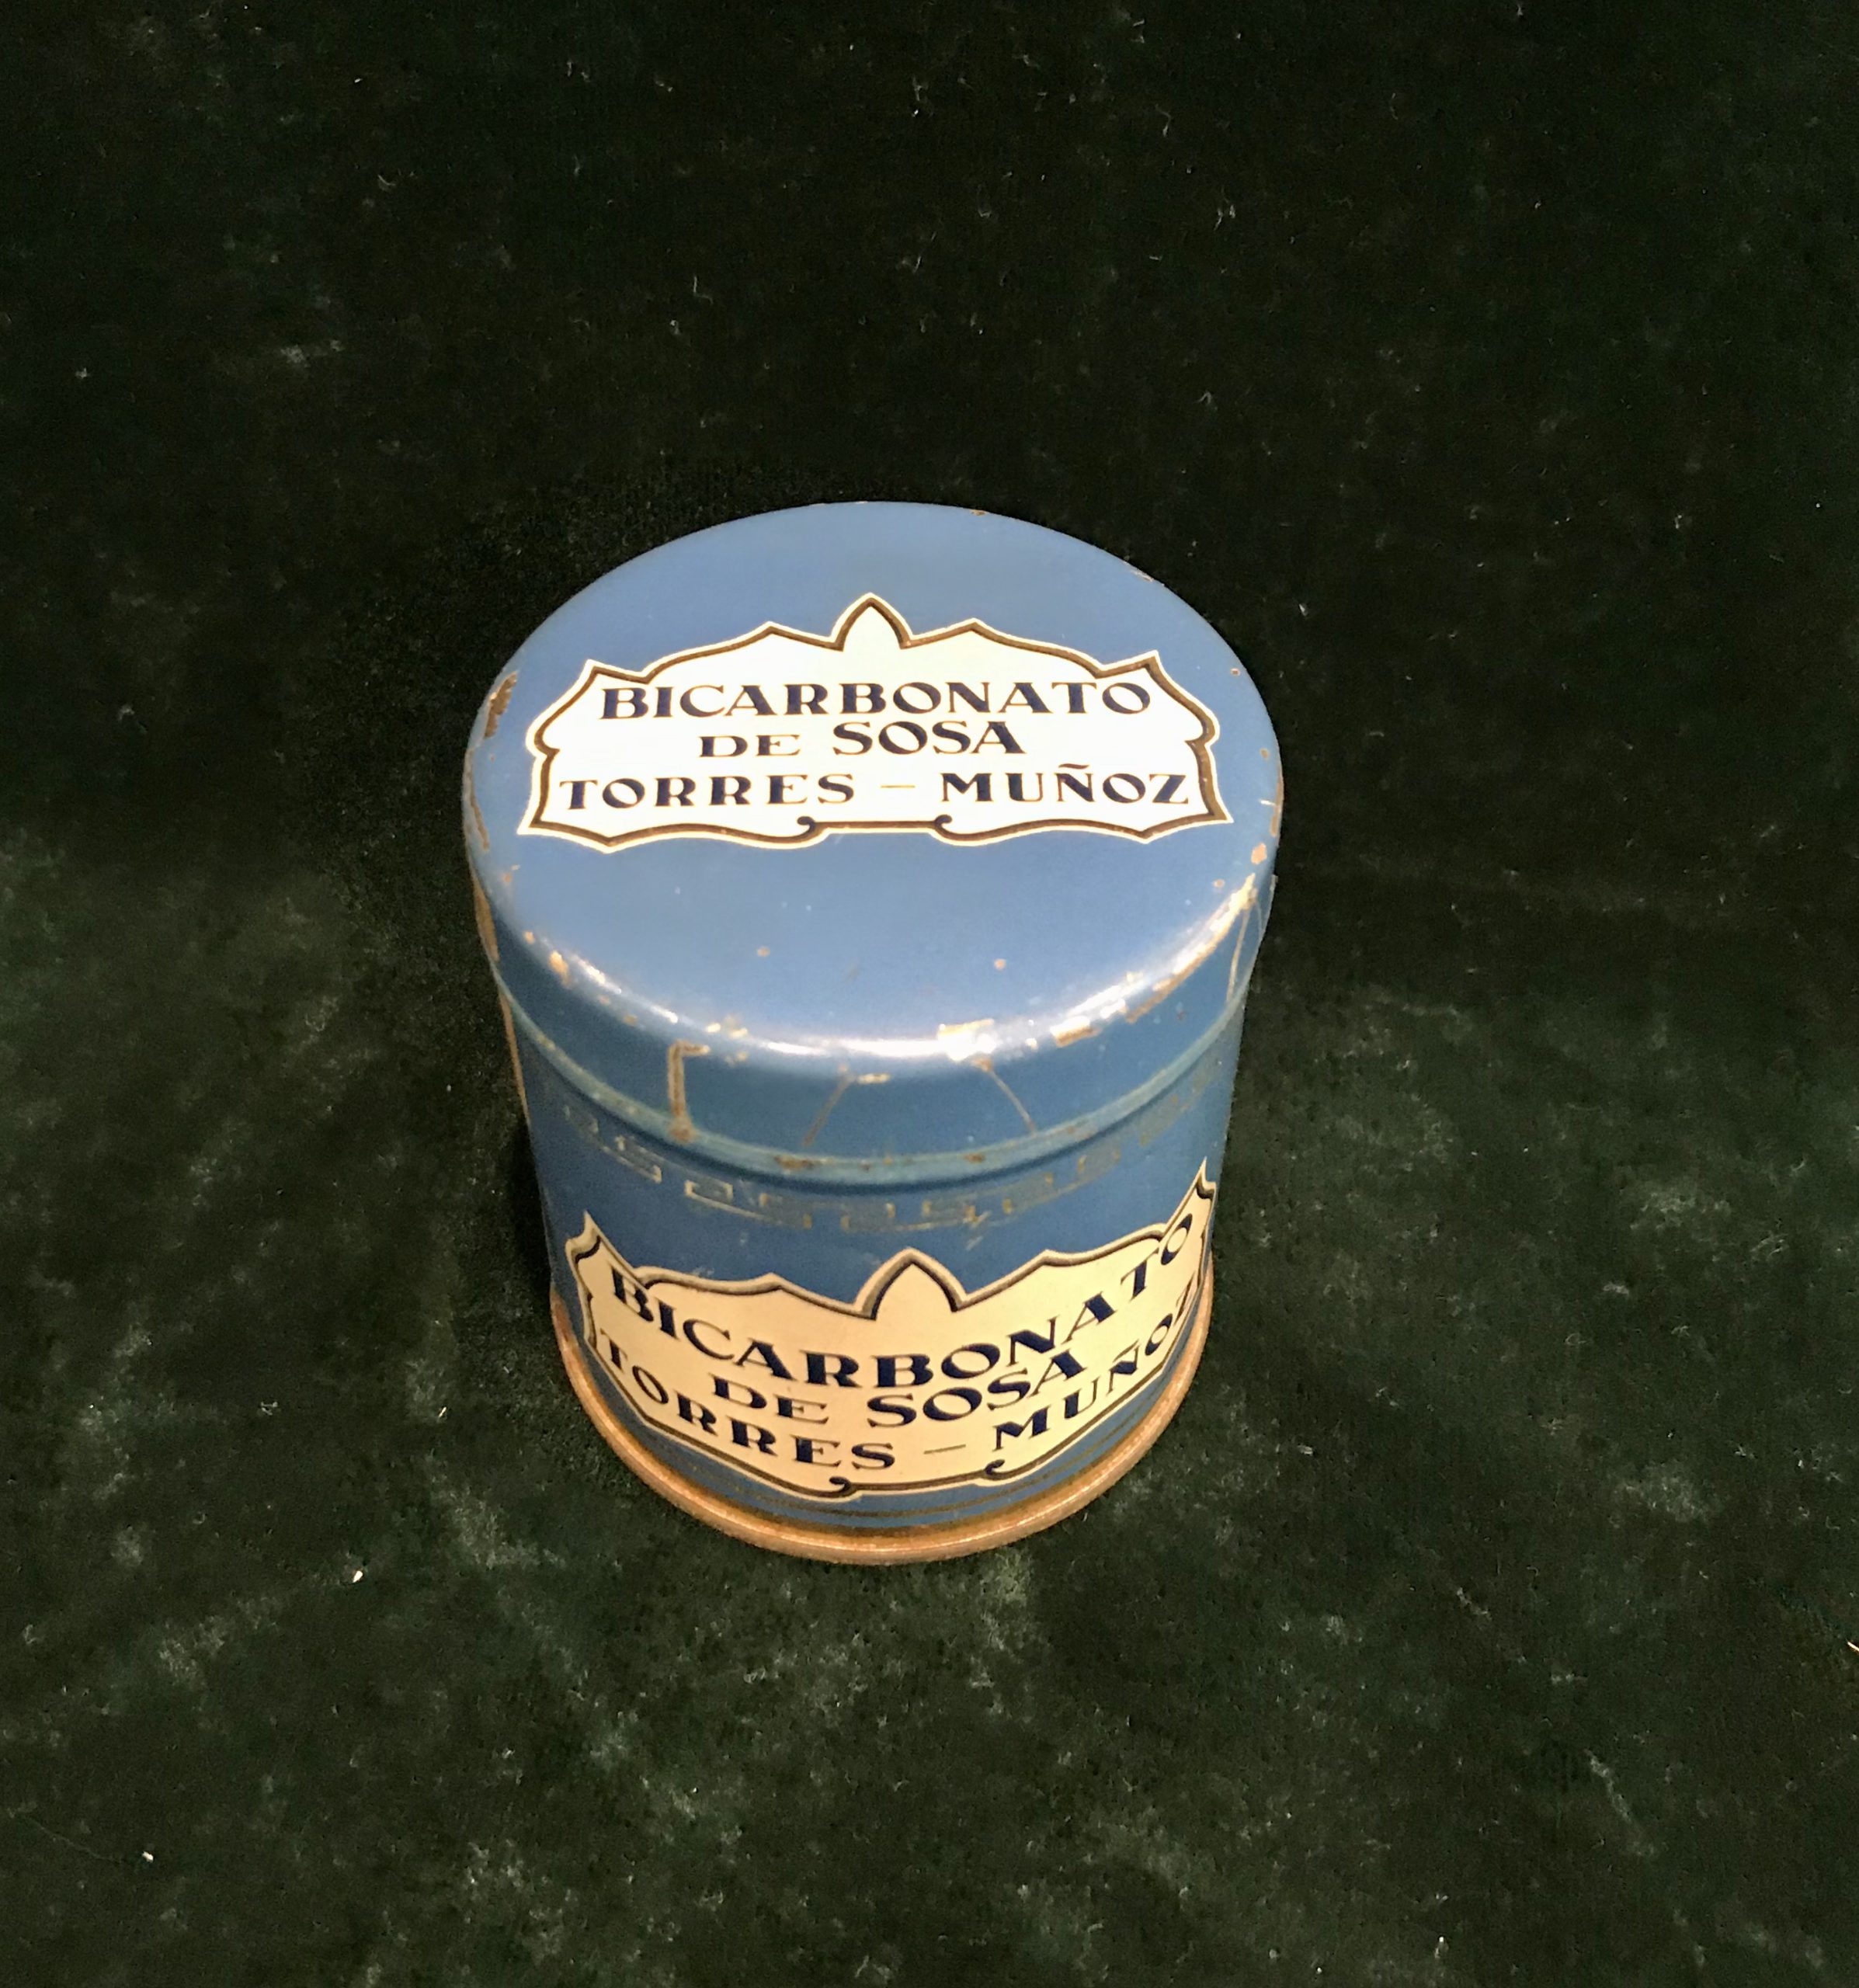 BICARBONATO
DE SOSA
TORRES - MUÑOZ
BICARBONATO
DE SOSA
TORRES - MUÑOZ